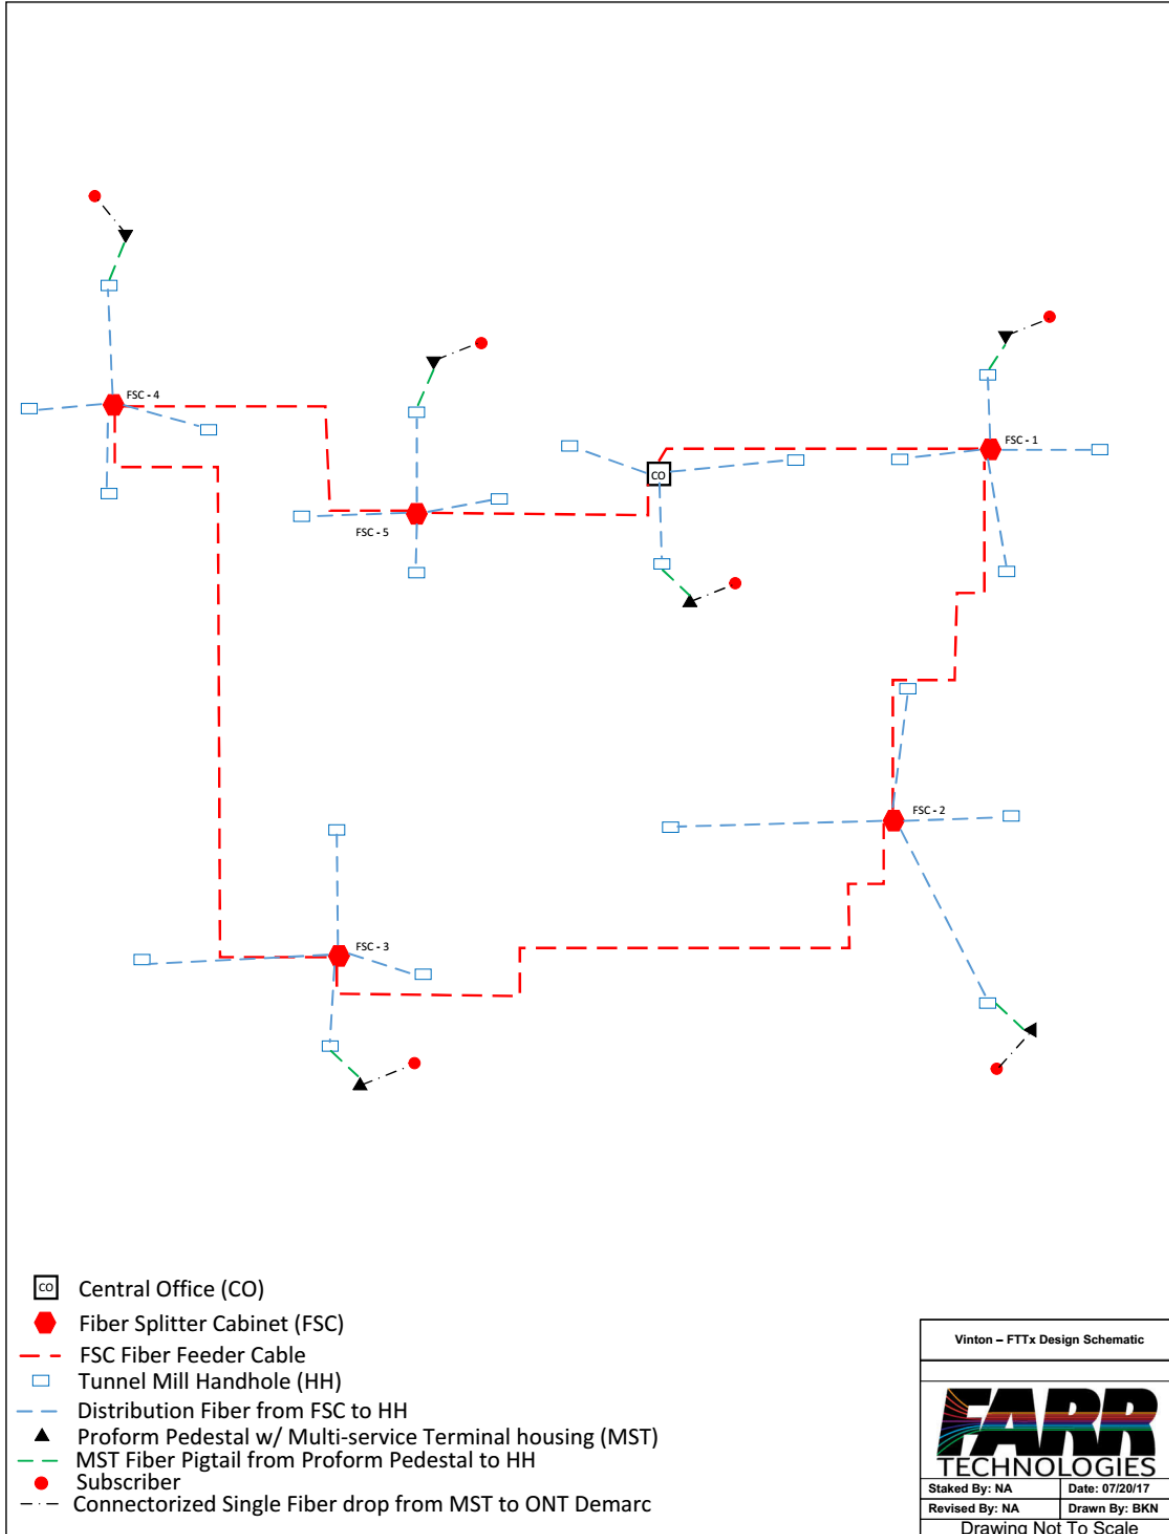 FSC - 4
FSC - 1
CO
FSC - 5
FSC - 2
FSC - 3
CO Central Office (CO)
Fiber Splitter Cabinet (FSC)
FSC Fiber Feeder Cable
Tunnel Mill Handhole (HH)
Distribution Fiber from FSC to HH
Proform Pedestal w/ Multi-service Terminal housing (MST)
MST Fiber Pigtail from Proform Pedestal to HH
Subscriber
Connectorized Single Fiber drop from MST to ONT Demarc
Vinton – FTTx Design Schematic
FARR
TECHNOLOGIES
Staked By: NA Date: 07/20/17
Revised By: NA Drawn By: BKN
Drawing Not To Scale